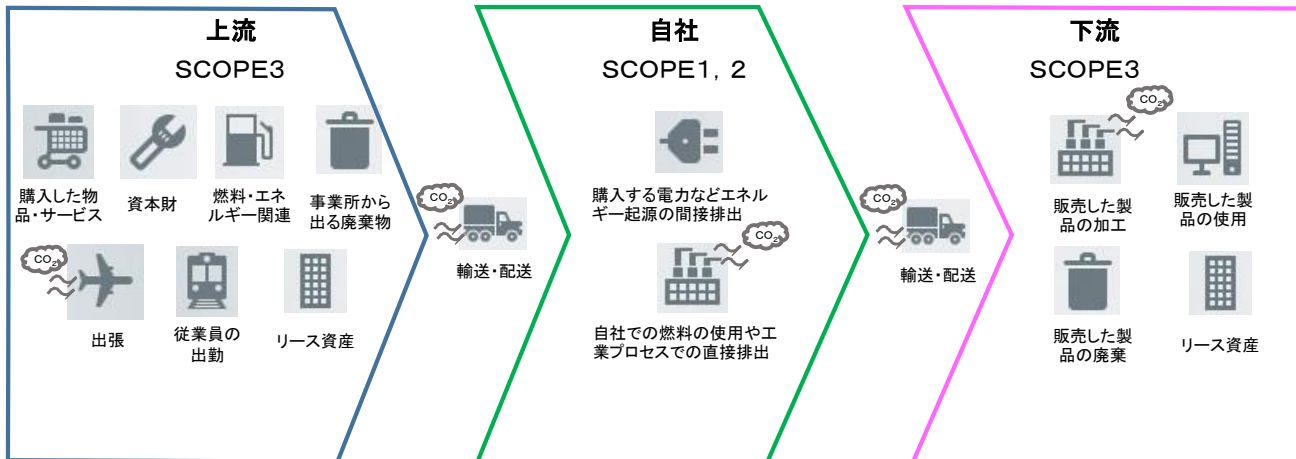 上流
SCOPE3
購入した物
品・サービス
資本財
燃料・エネ
ルギー関連
事業所から
出る廃棄物
CO2
出張
従業員の
出勤
リース資産
CO2
輸送・配送
自社
SCOPE1, 2
購入する電力などエネル
ギー起源の間接排出
CO2
自社での燃料の使用や工
業プロセスでの直接排出
CO2
輸送・配送
下流
SCOPE3
CO2
販売した製
品の加工
販売した製
品の使用
販売した製
品の廃棄
リース資産